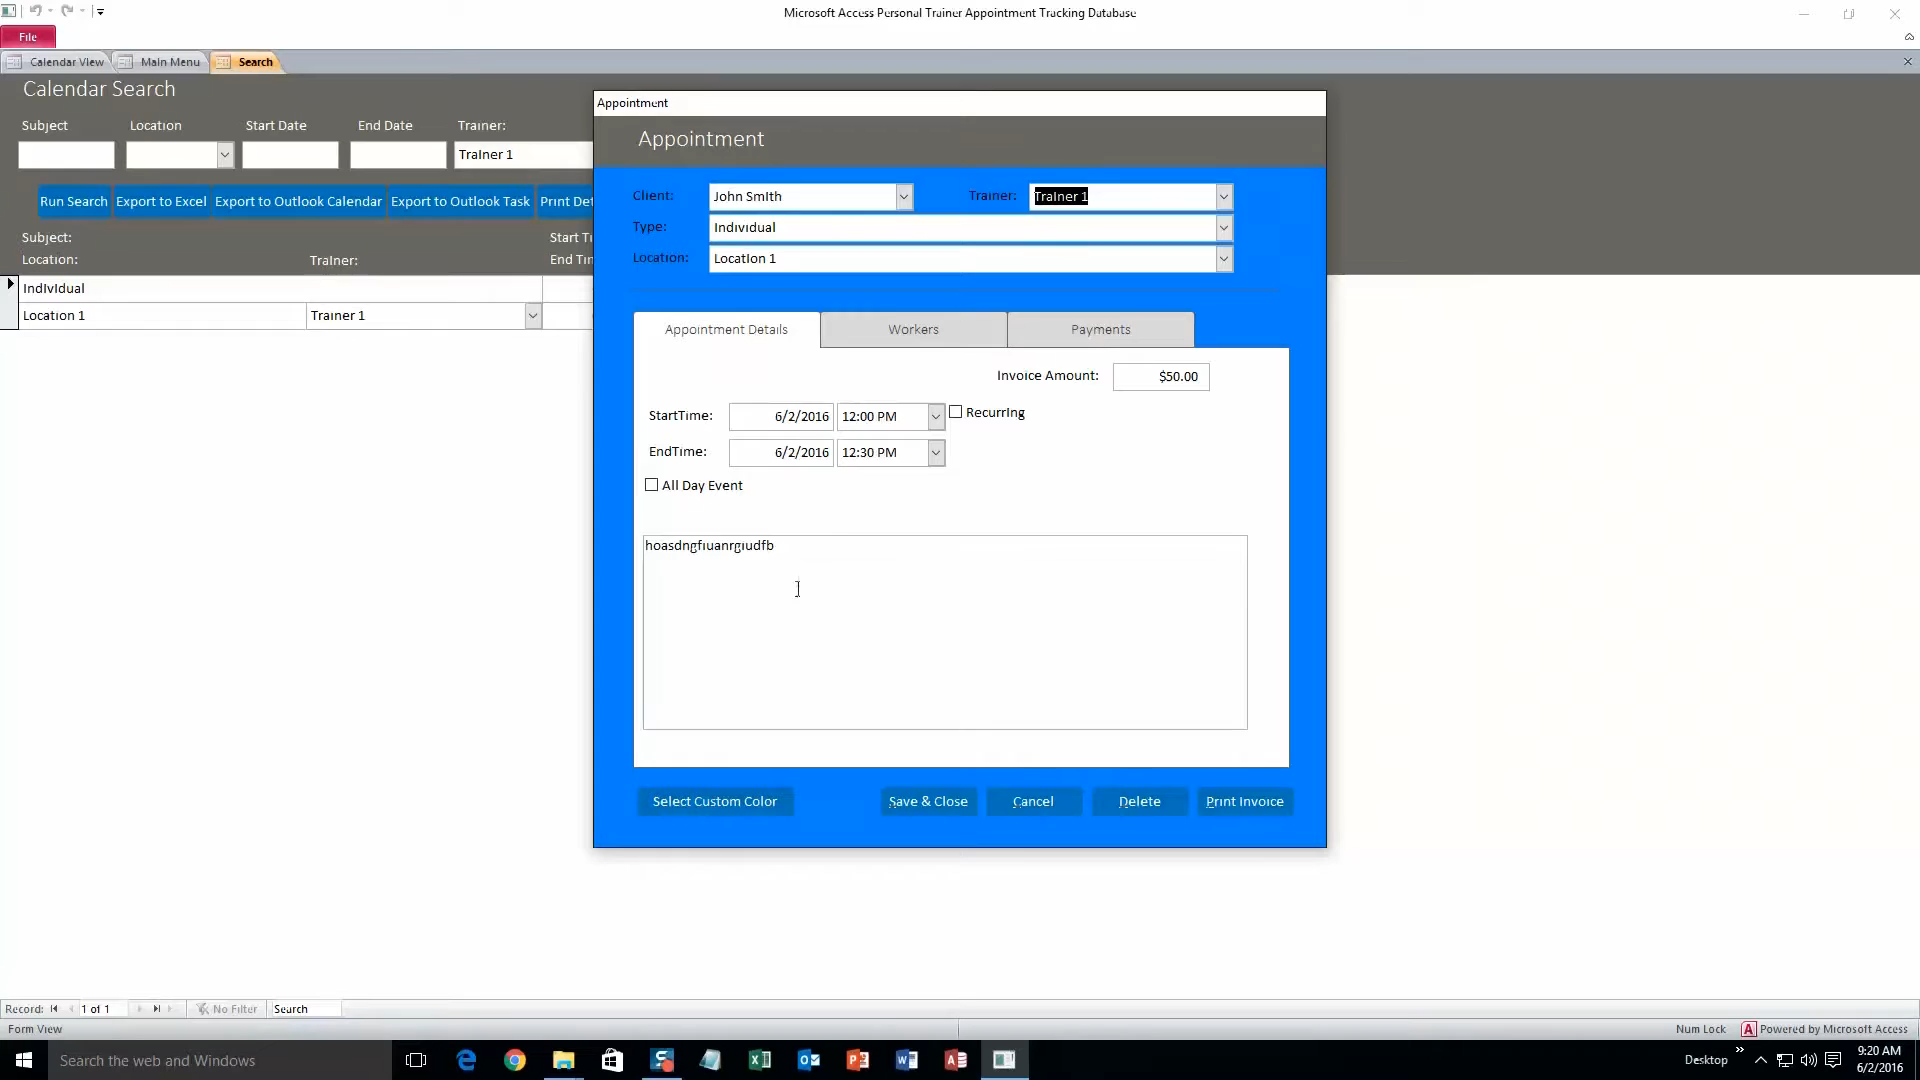 Microsoft Access Personal Trainer Appointment Tracking Database
File
Calendar View Main Menu Search
Calendar Search
Subject Location Start Date End Date Trainer:
Trainer 1
Run Search Export to Excel Export to Outlook Calendar Export to Outlook Task Print Det
Subject: Start Ti
Location: Trainer: End Tin
Individual
Location 1 Trainer 1
Appointment
Appointment
Client: John Smith Trainer: Trainer 1
Type: Individual
Location: Location 1
Appointment Details Workers Payments
Invoice Amount: $50.00
StartTime: 6/2/2016 12:00 PM Recurring
EndTime: 6/2/2016 12:30 PM
All Day Event
hoasdngfiuanrgiudfb
Select Custom Color Save & Close Cancel Delete Print Invoice
Record: 1 of 1 No Filter Search
Form View Num Lock Powered by Microsoft Access
Search the web and Windows Desktop 9:20 AM
6/2/2016